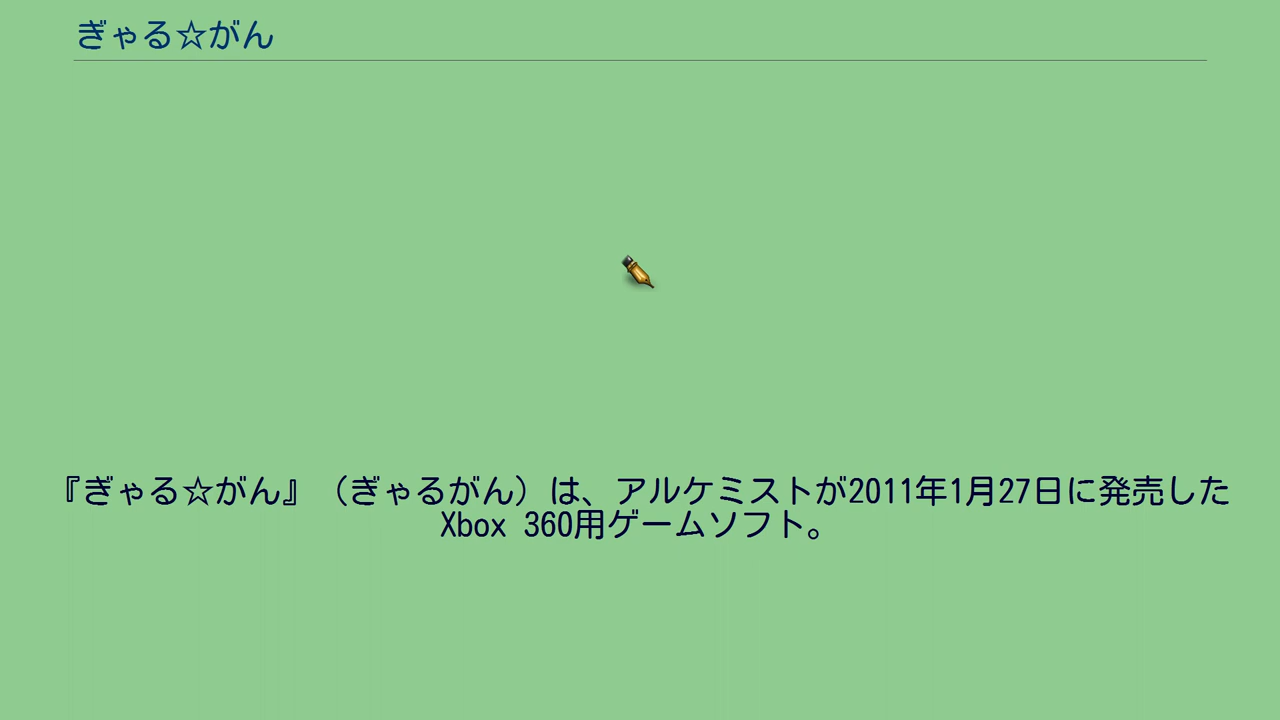 ぎゃる☆がん
『ぎゃる☆がん』（ぎゃるがん）は、アルケミストが2011年1月27日に発売した
Xbox 360用ゲームソフト。